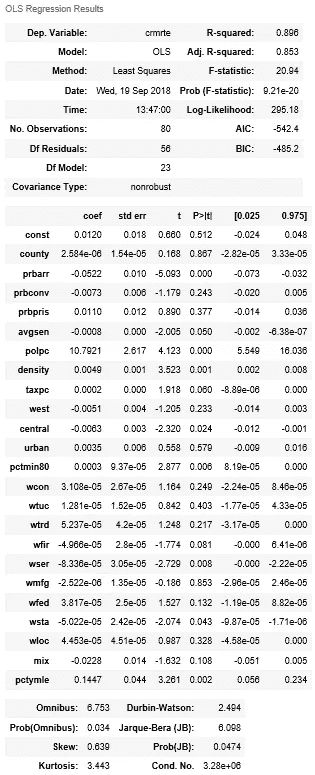 OLS Regression Results
Dep. Variable: crmrte R-squared: 0.896
Model: OLS Adj. R-squared: 0.853
Method: Least Squares F-statistic: 20.94
Date: Wed, 19 Sep 2018 Prob (F-statistic): 9.21e-20
Time: 13:47:00 Log-Likelihood: 295.18
No. Observations: 80 AIC: -542.4
Df Residuals: 56 BIC: -485.2
Df Model: 23
Covariance Type: nonrobust
coef std err t P>|t| [0.025 0.975]
const 0.0120 0.018 0.660 0.512 -0.024 0.048
county 2.584e-06 1.54e-05 0.168 0.867 -2.82e-05 3.33e-05
prbarr -0.0522 0.010 -5.093 0.000 -0.073 -0.032
prbconv -0.0073 0.006 -1.179 0.243 -0.020 0.005
prbpris 0.0110 0.012 0.890 0.377 -0.014 0.036
avgsen -0.0008 0.000 -2.005 0.050 -0.002 -6.38e-07
polpc 10.7921 2.617 4.123 0.000 5.549 16.036
density 0.0049 0.001 3.523 0.001 0.002 0.008
taxpc 0.0002 0.000 1.918 0.060 -8.89e-06 0.000
west -0.0051 0.004 -1.205 0.233 -0.014 0.003
central -0.0063 0.003 -2.320 0.024 -0.012 -0.001
urban 0.0035 0.006 0.558 0.579 -0.009 0.016
pctmin80 0.0003 9.37e-05 2.877 0.006 8.19e-05 0.000
wcon 3.108e-05 2.67e-05 1.164 0.249 -2.24e-05 8.46e-05
wtuc 1.281e-05 1.52e-05 0.842 0.403 -1.77e-05 4.33e-05
wtrd 5.237e-05 4.2e-05 1.248 0.217 -3.17e-05 0.000
wfir -4.966e-05 2.8e-05 -1.774 0.081 -0.000 6.41e-06
wser -8.336e-05 3.05e-05 -2.729 0.008 -0.000 -2.22e-05
wmfg -2.522e-06 1.35e-05 -0.186 0.853 -2.96e-05 2.46e-05
wfed 3.817e-05 2.5e-05 1.527 0.132 -1.19e-05 8.82e-05
wsta -5.022e-05 2.42e-05 -2.074 0.043 -9.87e-05 -1.71e-06
wloc 4.453e-05 4.51e-05 0.987 0.328 -4.58e-05 0.000
mix -0.0228 0.014 -1.632 0.108 -0.051 0.005
pctymle 0.1447 0.044 3.261 0.002 0.056 0.234
Omnibus: 6.753 Durbin-Watson: 2.494
Prob(Omnibus): 0.034 Jarque-Bera (JB): 6.098
Skew: 0.639 Prob(JB): 0.0474
Kurtosis: 3.443 Cond. No. 3.28e+06